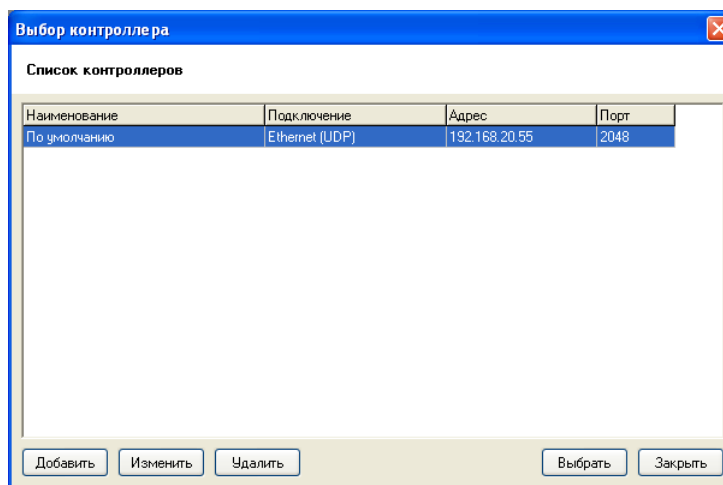 Выбор контроллера
Список контроллеров
Наименование Подключение Адрес Порт
По умолчанию Ethernet (UDP) 192.168.20.55 2048
Добавить Изменить Удалить Выбрать Закрыть